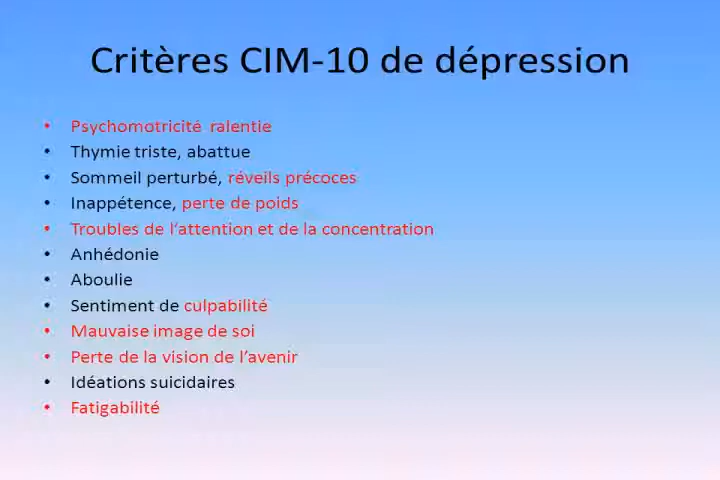 Critères CIM-10 de dépression
• Psychomotricité ralentie
• Thymie triste, abattue
• Sommeil perturbé, réveils précoces
• Inappétence, perte de poids
• Troubles de l’attention et de la concentration
• Anhédonie
• Aboulie
• Sentiment de culpabilité
• Mauvaise image de soi
• Perte de la vision de l’avenir
• Idéations suicidaires
• Fatigabilité